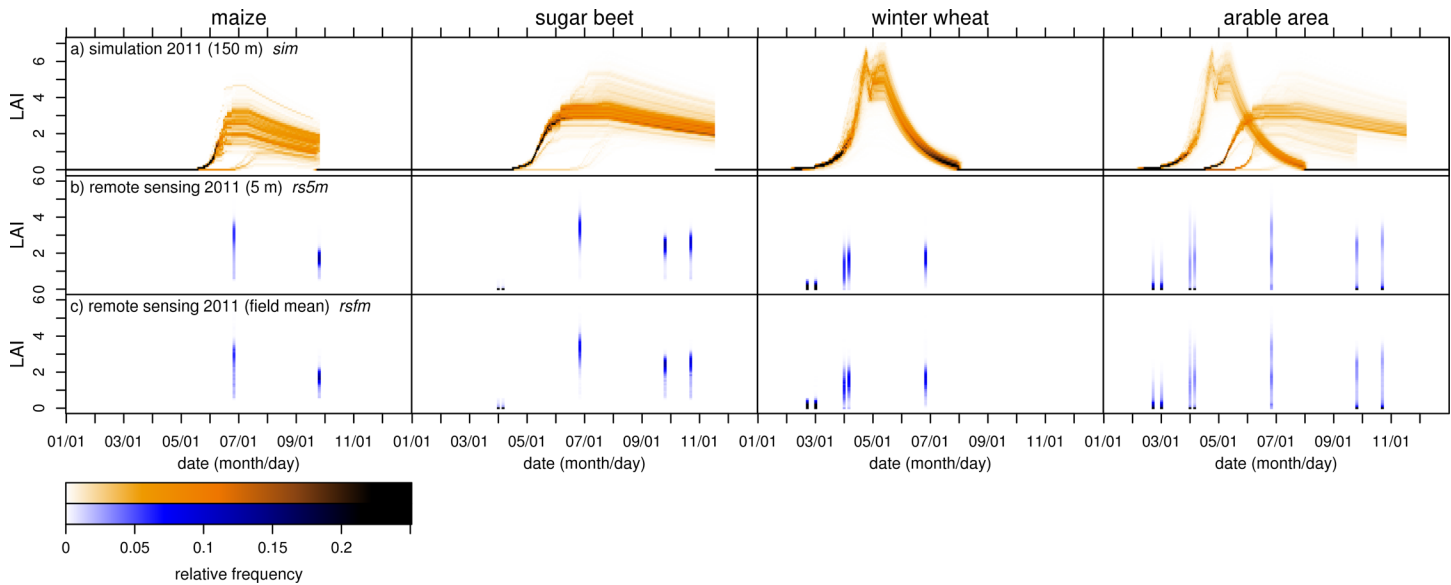 maize sugar beet winter wheat arable area
a) simulation 2011 (150 m) sim
LAI
6
4
2
0
b) remote sensing 2011 (5 m) rs5m
LAI
6
4
2
0
c) remote sensing 2011 (field mean) rsfm
LAI
6
4
2
0
01/01 03/01 05/01 07/01 09/01 11/01 01/01 03/01 05/01 07/01 09/01 11/01 01/01 03/01 05/01 07/01 09/01 11/01 01/01 03/01 05/01 07/01 09/01 11/01
date (month/day) date (month/day) date (month/day) date (month/day)
0 0.05 0.1 0.15 0.2
relative frequency